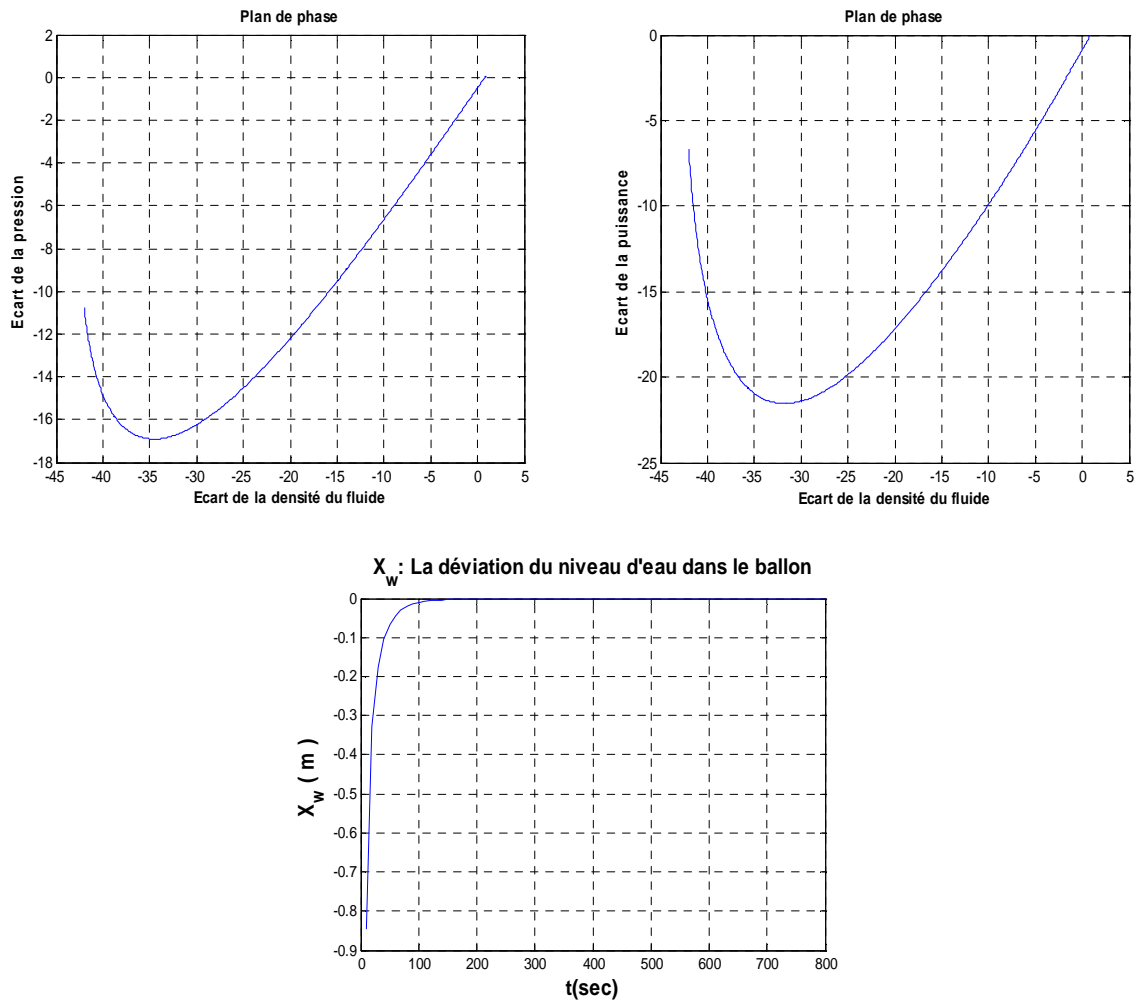 Plan de phase
2
0
-2
-4
-6
-8
-10
-12
-14
-16
-18
Ecart de la pression
-45 -40 -35 -30 -25 -20 -15 -10 -5 0 5
Ecart de la densité du fluide
Plan de phase
0
-5
-10
-15
-20
-25
Ecart de la puissance
-45 -40 -35 -30 -25 -20 -15 -10 -5 0 5
Ecart de la densité du fluide
X_w: La déviation du niveau d'eau dans le ballon
0
-0.1
-0.2
-0.3
-0.4
-0.5
-0.6
-0.7
-0.8
-0.9
X_w ( m )
0 100 200 300 400 500 600 700 800
t(sec)